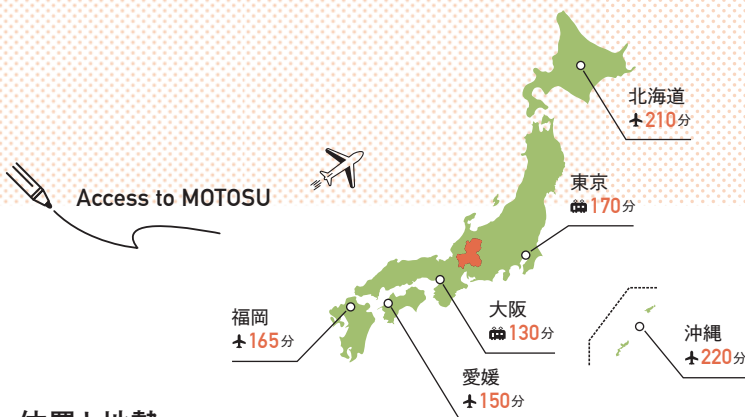 北海道
210分
Access to MOTOSU
東京
170分
福岡
165分
大阪
130分
沖縄
220分
愛媛
150分